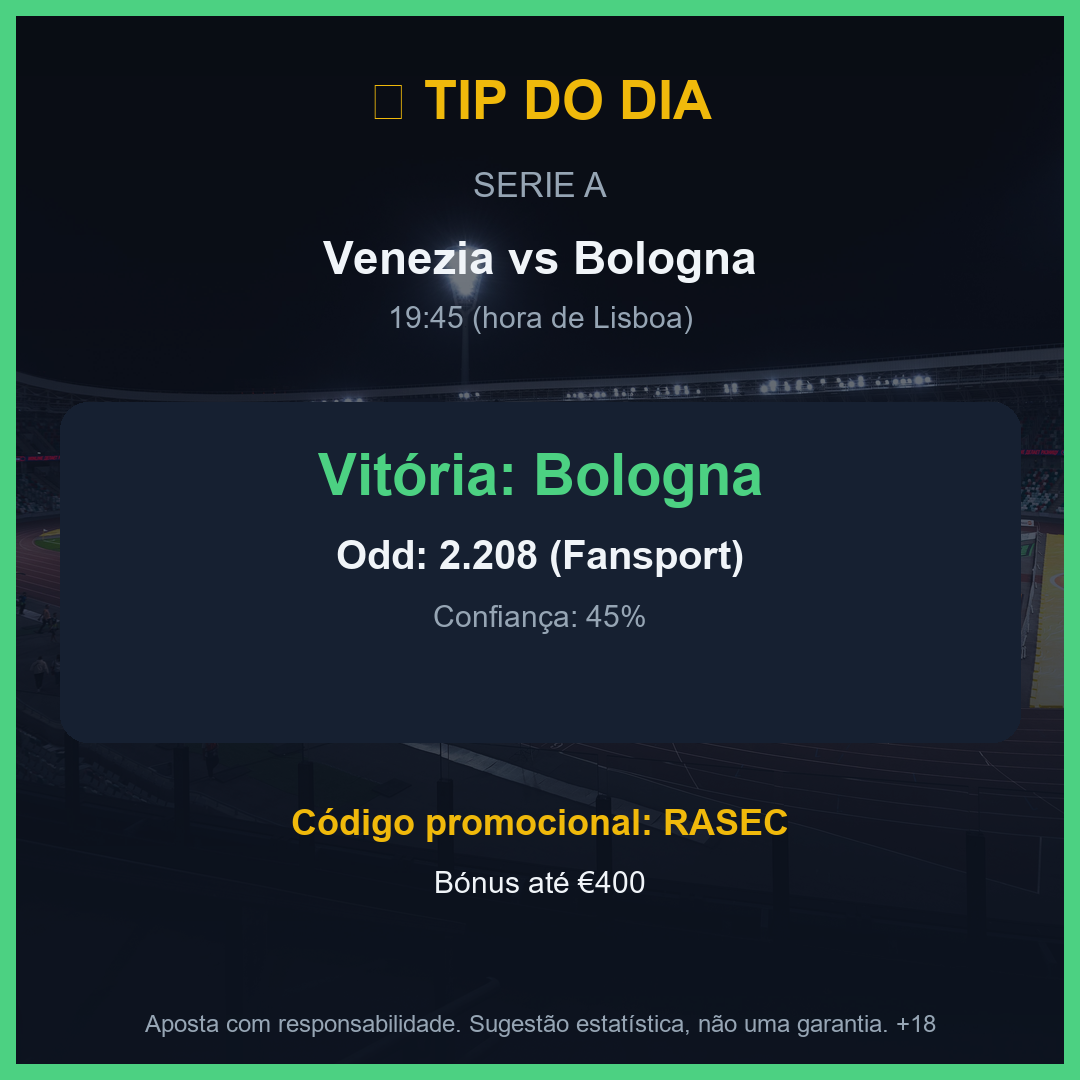 TIP DO DIA
SERIE A
Venezia vs Bologna
19:45 (hora de Lisboa)
Vitória: Bologna
Odd: 2.208 (Fansport)
Confiança: 45%
Código promocional: RASEC
Bónus até €400
Aposta com responsabilidade. Sugestão estatística, não uma garantia. +18